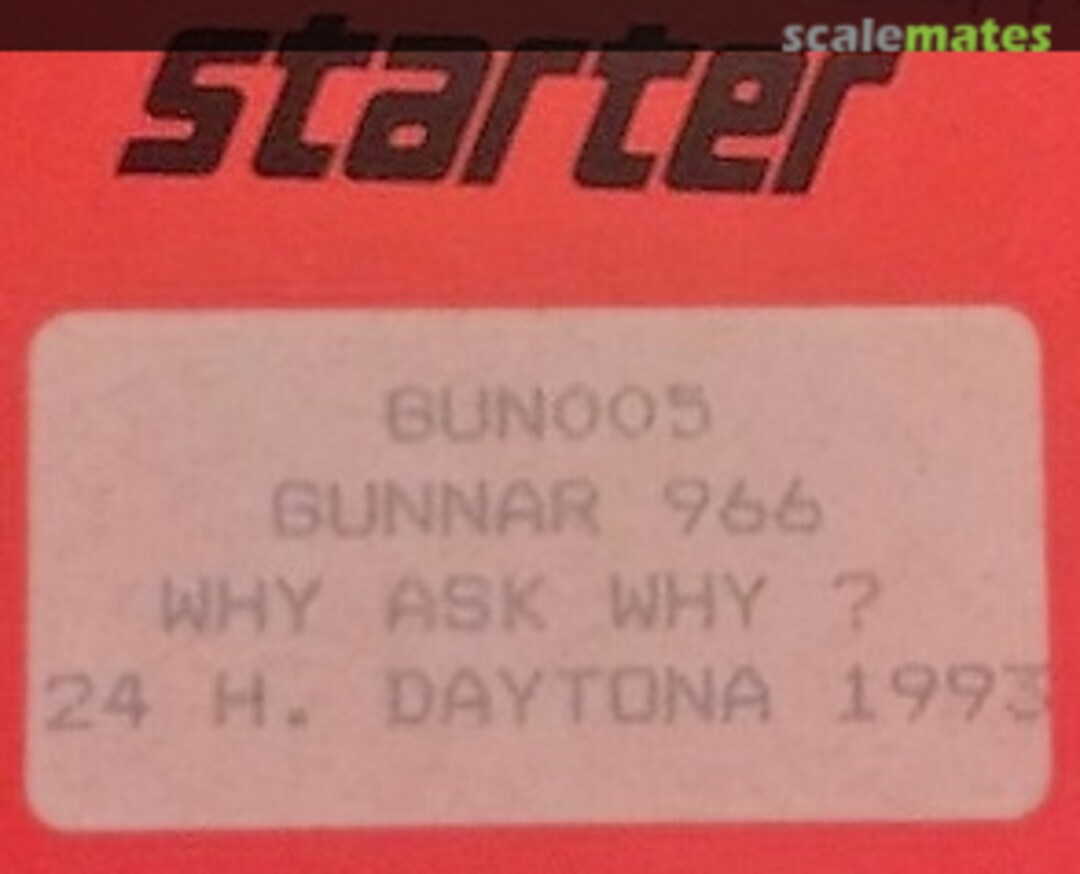 scalemates
starter
GUN005
GUNNAR 966
WHY ASK WHY ?
24 H. DAYTONA 1993